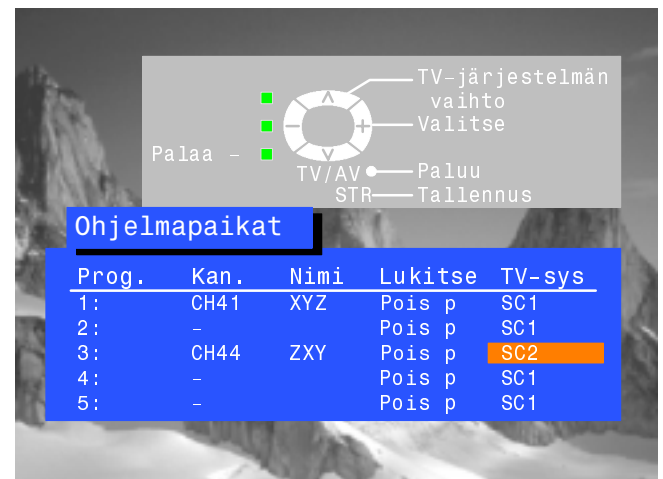 TV-järjestelmän
vaihto
Valitse
Palaa -
TV/AV Paluu
STR Tallennus
Ohjelmapaikat
Prog. Kan. Nimi Lukitse TV-sys
1: CH41 XYZ Pois p SC1
2: - Pois p SC1
3: CH44 ZXY Pois p SC2
4: - Pois p SC1
5: - Pois p SC1